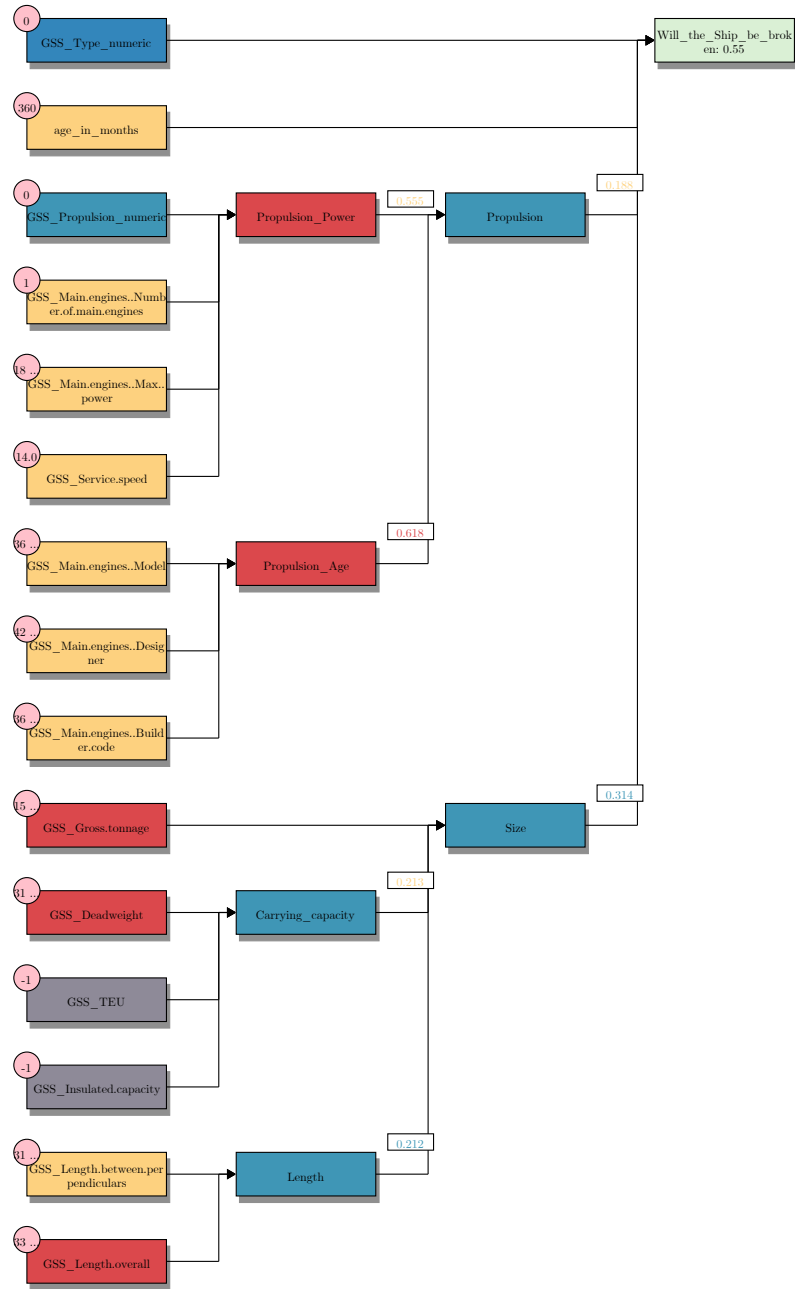 0
GSS_Type_numeric
Will_the_Ship_be_brok
en: 0.55
360
age_in_months
0
GSS_Propulsion_numeric
Propulsion_Power
0.555
Propulsion
0.188
1
GSS_Main.engines..Numb
er.of.main.engines
18 ...
GSS_Main.engines..Max..
power
14.0
GSS_Service.speed
36 ...
GSS_Main.engines..Model
Propulsion_Age
0.618
42 ...
GSS_Main.engines..Desig
ner
36 ...
GSS_Main.engines..Build
er.code
15 ...
GSS_Gross.tonnage
Size
0.314
31 ...
GSS_Deadweight
Carrying_capacity
0.213
-1
GSS_TEU
-1
GSS_Insulated.capacity
31 ...
GSS_Length.between.per
pendiculars
Length
0.212
33 ...
GSS_Length.overall